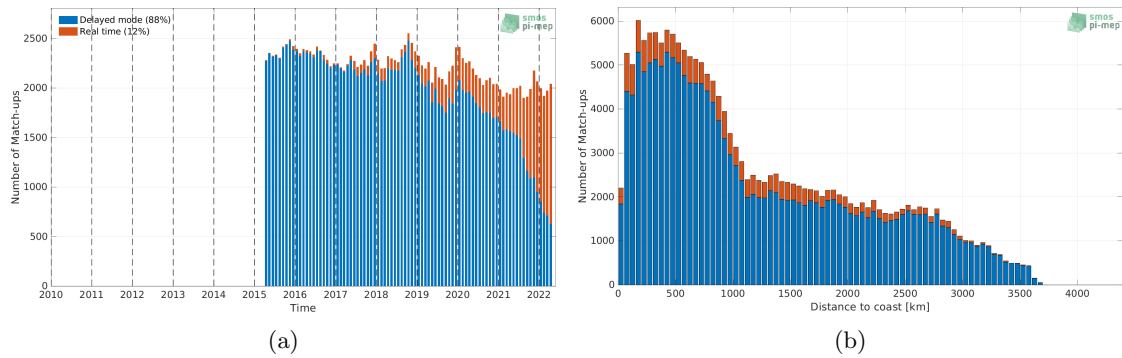 Delayed mode (88%)
Real time (12%)
smos
pi-mep
Number of Match-ups
2500
2000
1500
1000
500
0
2010 2011 2012 2013 2014 2015 2016 2017 2018 2019 2020 2021 2022
Time
(a)
smos
pi-mep
Number of Match-ups
6000
5000
4000
3000
2000
1000
0
0 500 1000 1500 2000 2500 3000 3500 4000
Distance to coast [km]
(b)